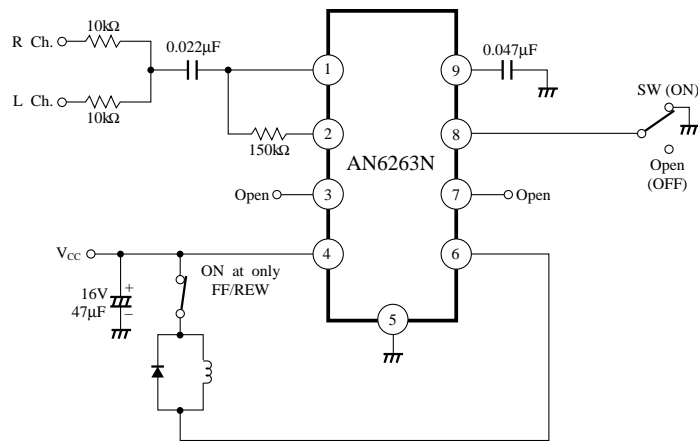 10kΩ
R Ch.
0.022μF
L Ch.
10kΩ
150kΩ
Open
1
2
3
4
5
6
7
8
9
AN6263N
0.047μF
SW (ON)
Open
(OFF)
Open
VCC
ON at only
FF/REW
16V
47μF
+
−